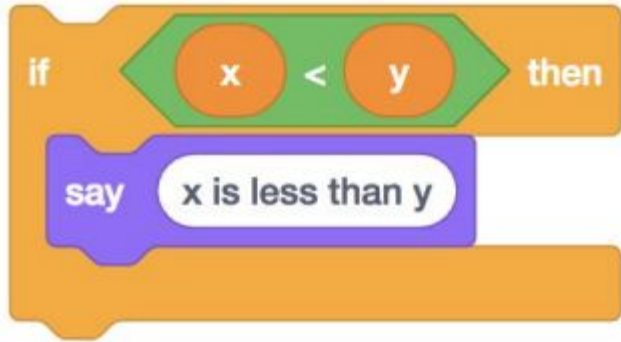 if x < y then
say x is less than y